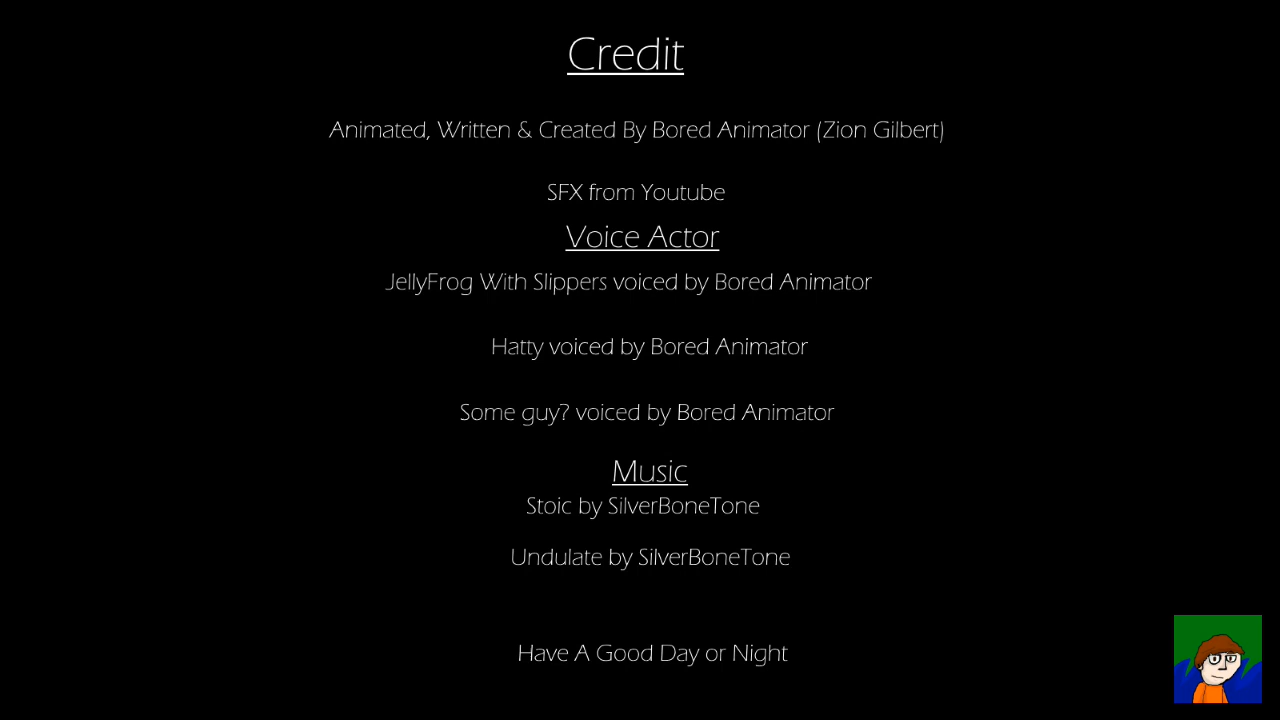 Credit
Animated, Written & Created By Bored Animator (Zion Gilbert)
SFX from Youtube
Voice Actor
JellyFrog With Slippers voiced by Bored Animator
Hatty voiced by Bored Animator
Some guy? voiced by Bored Animator
Music
Stoic by SilverBoneTone
Undulate by SilverBoneTone
Have A Good Day or Night